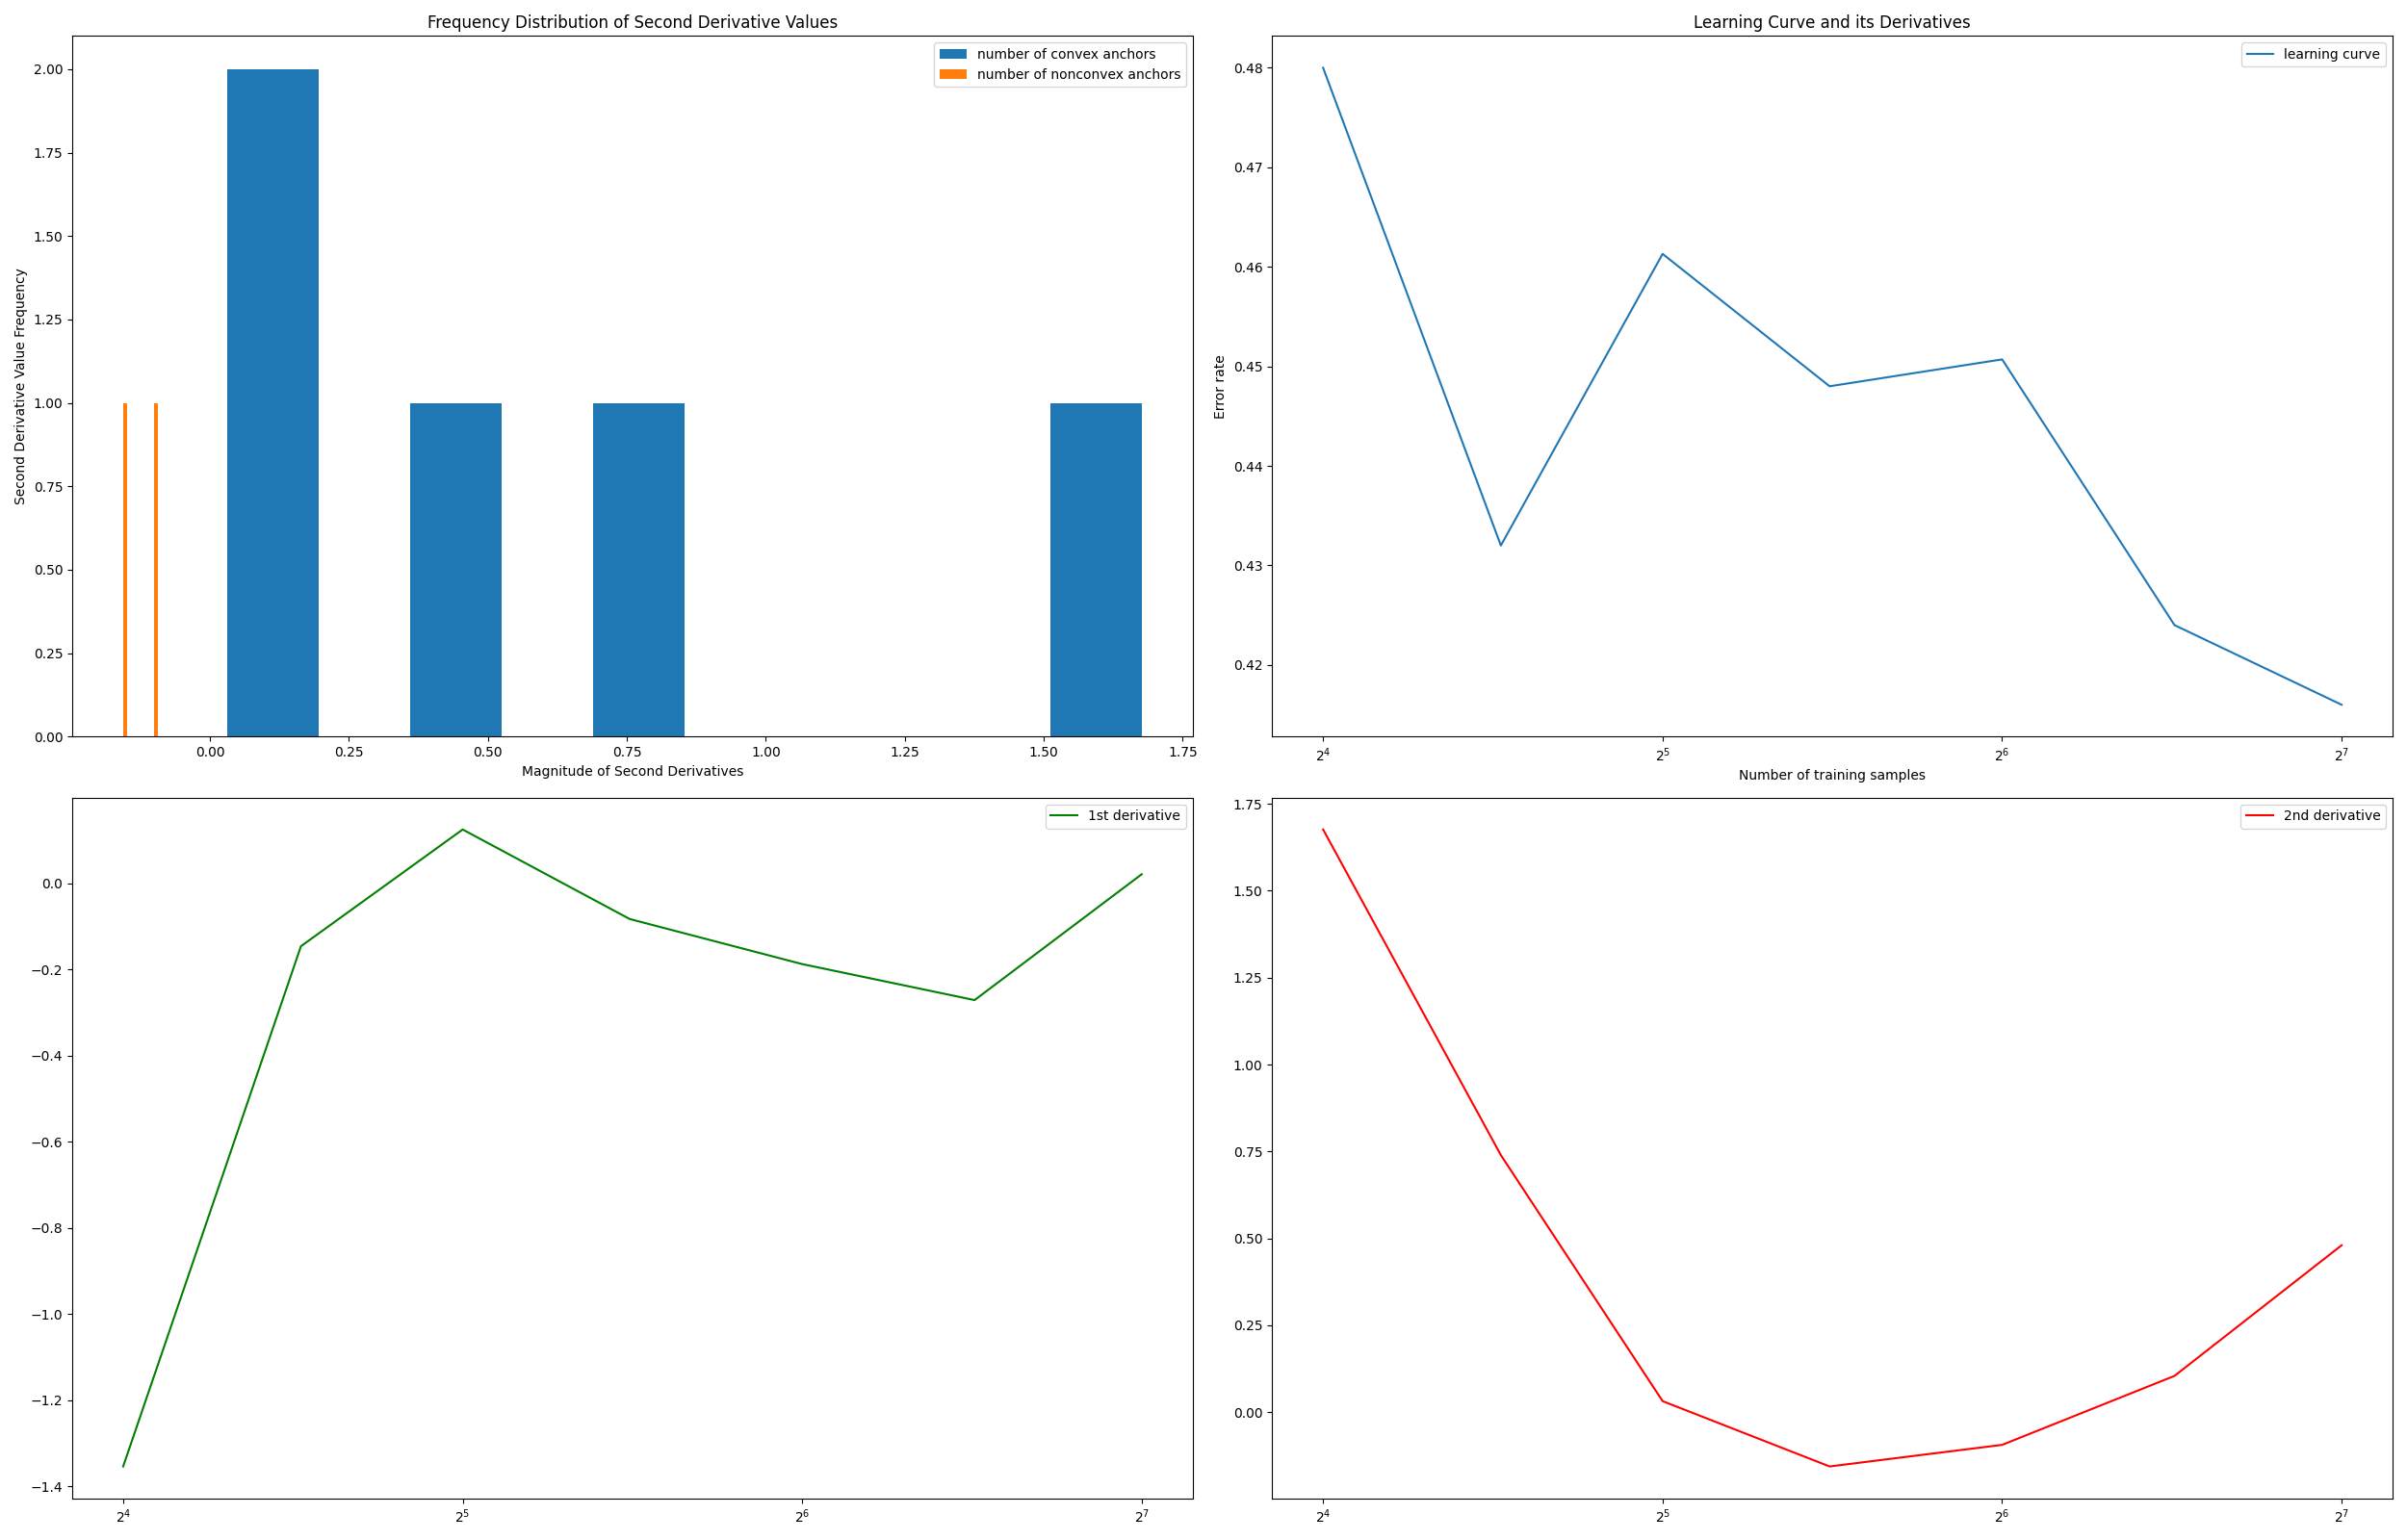 Frequency Distribution of Second Derivative Values
number of convex anchors
number of nonconvex anchors
2.00
1.75
1.50
1.25
1.00
0.75
0.50
0.25
0.00
Second Derivative Value Frequency
0.00 0.25 0.50 0.75 1.00 1.25 1.50 1.75
Magnitude of Second Derivatives
Learning Curve and its Derivatives
learning curve
0.48
0.47
0.46
0.45
0.44
0.43
0.42
Error rate
2⁴ 2⁵ 2⁶ 2⁷
Number of training samples
1st derivative
0.0
−0.2
−0.4
−0.6
−0.8
−1.0
−1.2
−1.4
2⁴ 2⁵ 2⁶ 2⁷
2nd derivative
1.75
1.50
1.25
1.00
0.75
0.50
0.25
0.00
2⁴ 2⁵ 2⁶ 2⁷